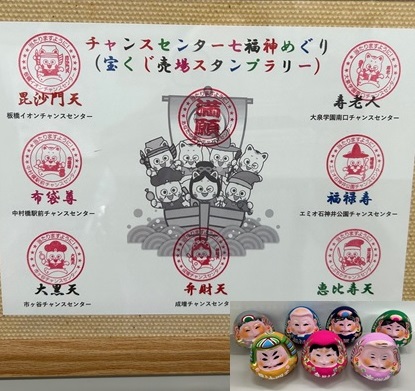 チャンスセンター七福神めぐり
(宝くじ売場スタンプラリー)
満願
毘沙門天
板橋イオンチャンスセンター
寿老人
大泉学園南口チャンスセンター
布袋尊
中村橋駅前チャンスセンター
福禄寿
エミオ石神井公園チャンスセンター
大黒天
市ヶ谷チャンスセンター
弁財天
成増チャンスセンター
恵比寿天